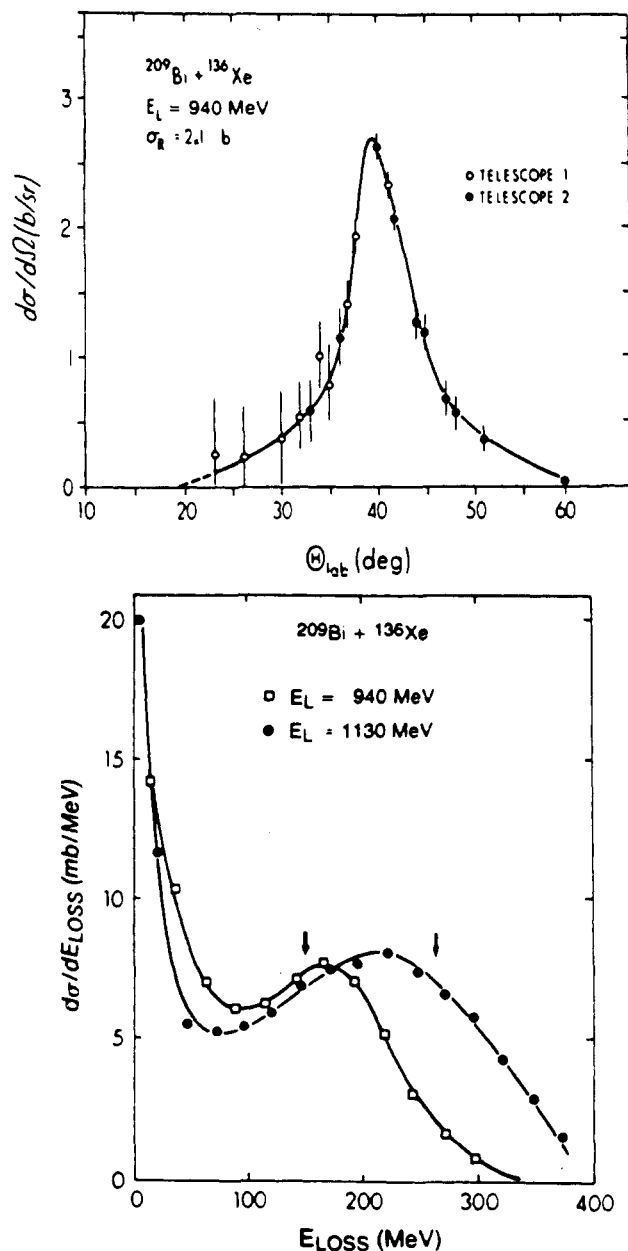 3
2
1
0
dσ/dΩ(b/sr)
²⁰⁹Bi + ¹³⁶Xe
E_L = 940 MeV
σ_R = 2.1 b
○ TELESCOPE 1
● TELESCOPE 2
10 20 30 40 50 60
Θ_lab (deg)
20
15
10
5
0
dσ/dE_LOSS (mb/MeV)
²⁰⁹Bi + ¹³⁶Xe
□ E_L = 940 MeV
● E_L = 1130 MeV
0 100 200 300 400
E_LOSS (MeV)